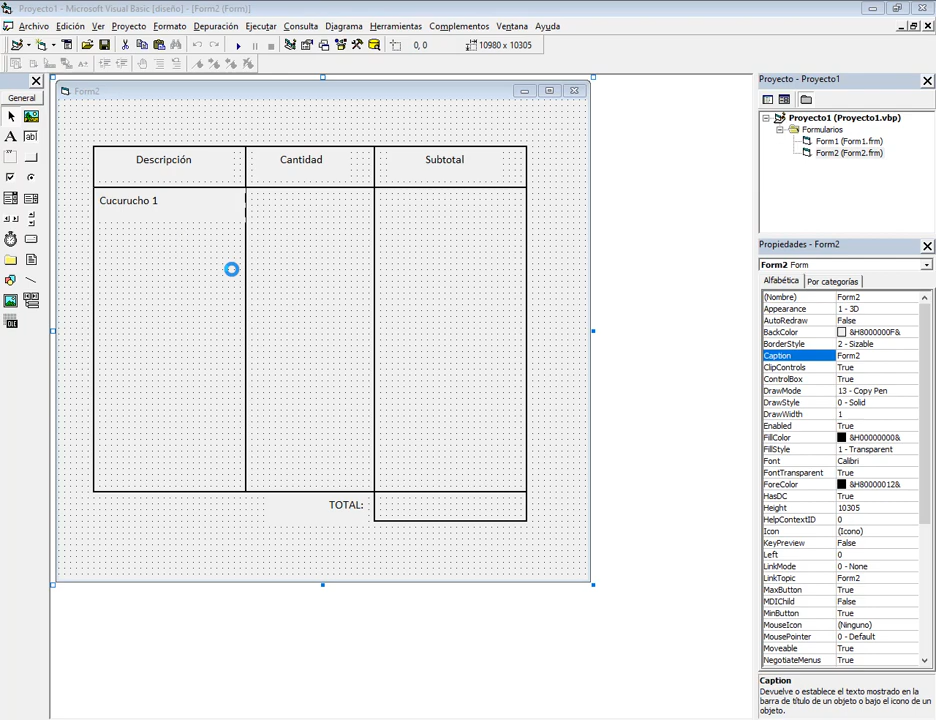 Proyecto1 - Microsoft Visual Basic [diseño] - [Form2 (Form)]
Archivo Edición Ver Proyecto Formato Depuración Ejecutar Consulta Diagrama Herramientas Complementos Ventana Ayuda
0, 0 10980 x 10305
General
Form2
Descripción Cantidad Subtotal
Cucurucho 1
TOTAL:
Proyecto - Proyecto1
Proyecto1 (Proyecto1.vbp)
Formularios
Form1 (Form1.frm)
Form2 (Form2.frm)
Propiedades - Form2
Form2 Form
Alfabética Por categorías
(Nombre) Form2
Appearance 1 - 3D
AutoRedraw False
BackColor &H8000000F&
BorderStyle 2 - Sizable
Caption Form2
ClipControls True
ControlBox True
DrawMode 13 - Copy Pen
DrawStyle 0 - Solid
DrawWidth 1
Enabled True
FillColor &H00000000&
FillStyle 1 - Transparent
Font Calibri
FontTransparent True
ForeColor &H80000012&
HasDC True
Height 10305
HelpContextID 0
Icon (Icono)
KeyPreview False
Left 0
LinkMode 0 - None
LinkTopic Form2
MaxButton True
MDIChild False
MinButton True
MouseIcon (Ninguno)
MousePointer 0 - Default
Moveable True
NegotiateMenus True
Caption
Devuelve o establece el texto mostrado en la
barra de título de un objeto o bajo el icono de un
objeto.